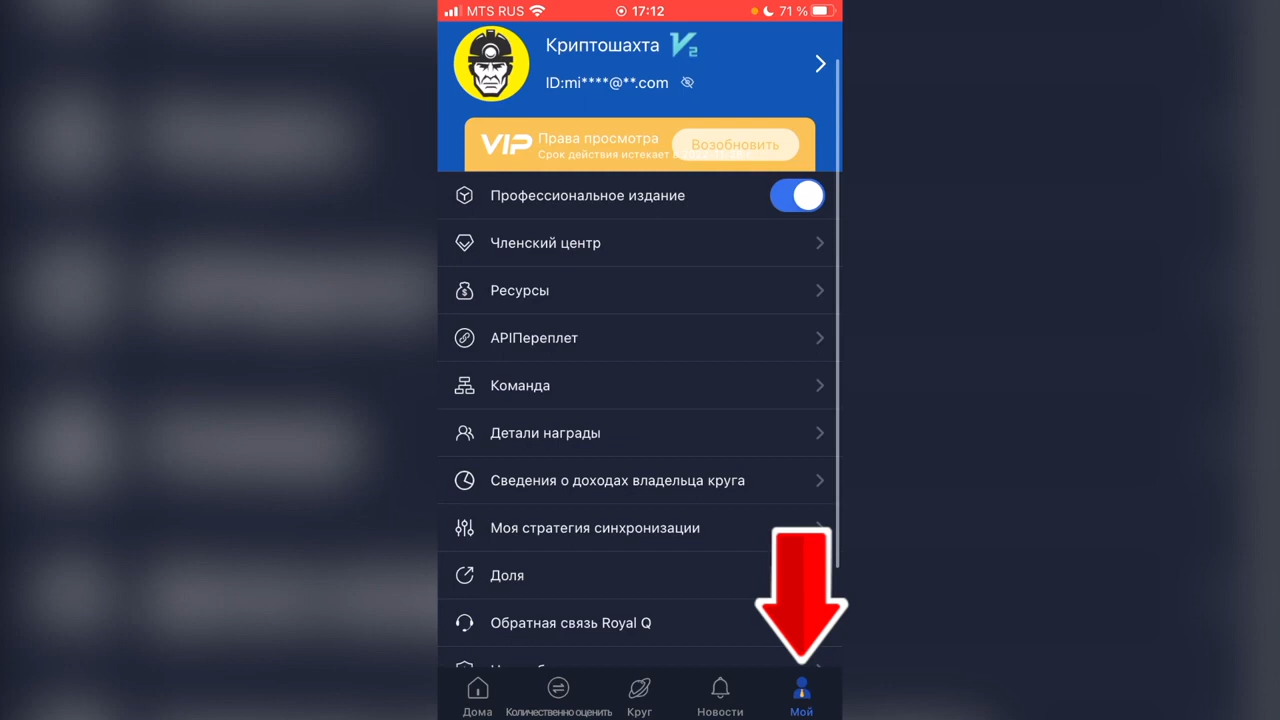 MTS RUS 17:12 71 %
Криптошахта V2
ID:mi****@**.com
VIP Права просмотра Возобновить
Срок действия истекает
Профессиональное издание
Членский центр
Ресурсы
APIПереплет
Команда
Детали награды
Сведения о доходах владельца круга
Моя стратегия синхронизации
Доля
Обратная связь Royal Q
Дома Количественно оценить Круг Новости Мой